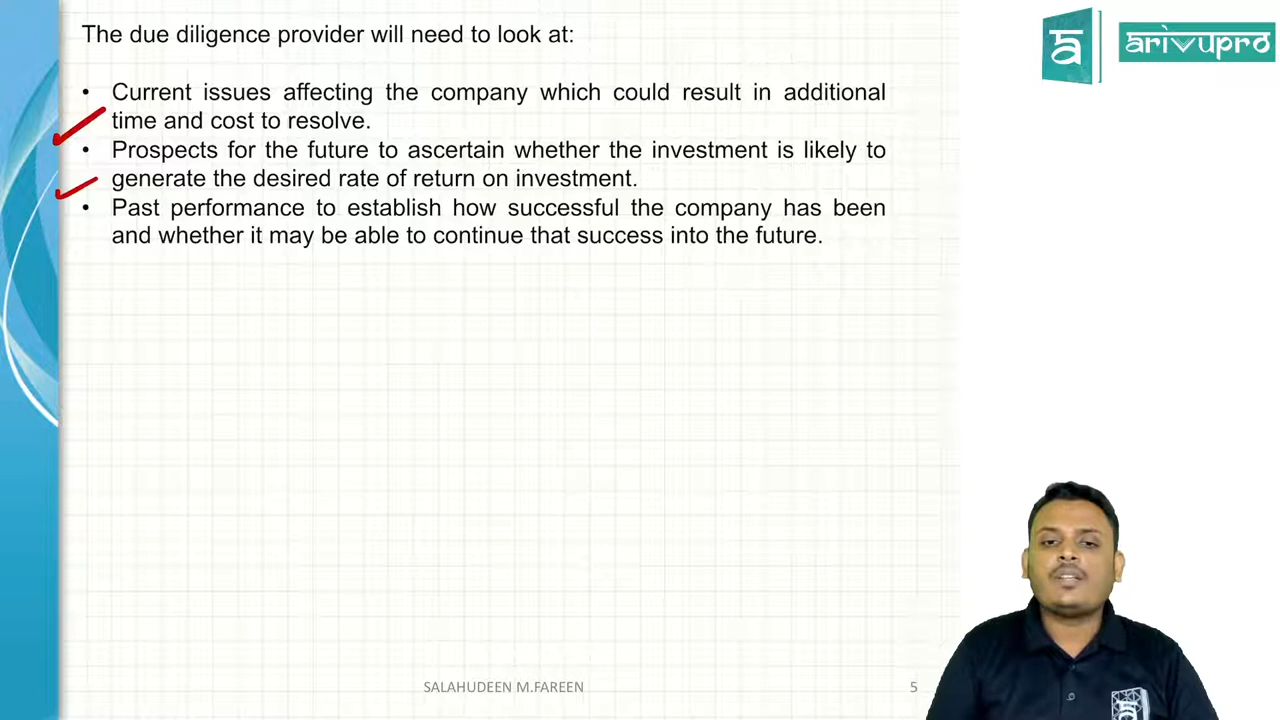 The due diligence provider will need to look at:
• Current issues affecting the company which could result in additional
time and cost to resolve.
• Prospects for the future to ascertain whether the investment is likely to
generate the desired rate of return on investment.
• Past performance to establish how successful the company has been
and whether it may be able to continue that success into the future.
arivupro
SALAHUDEEN M.FAREEN
5